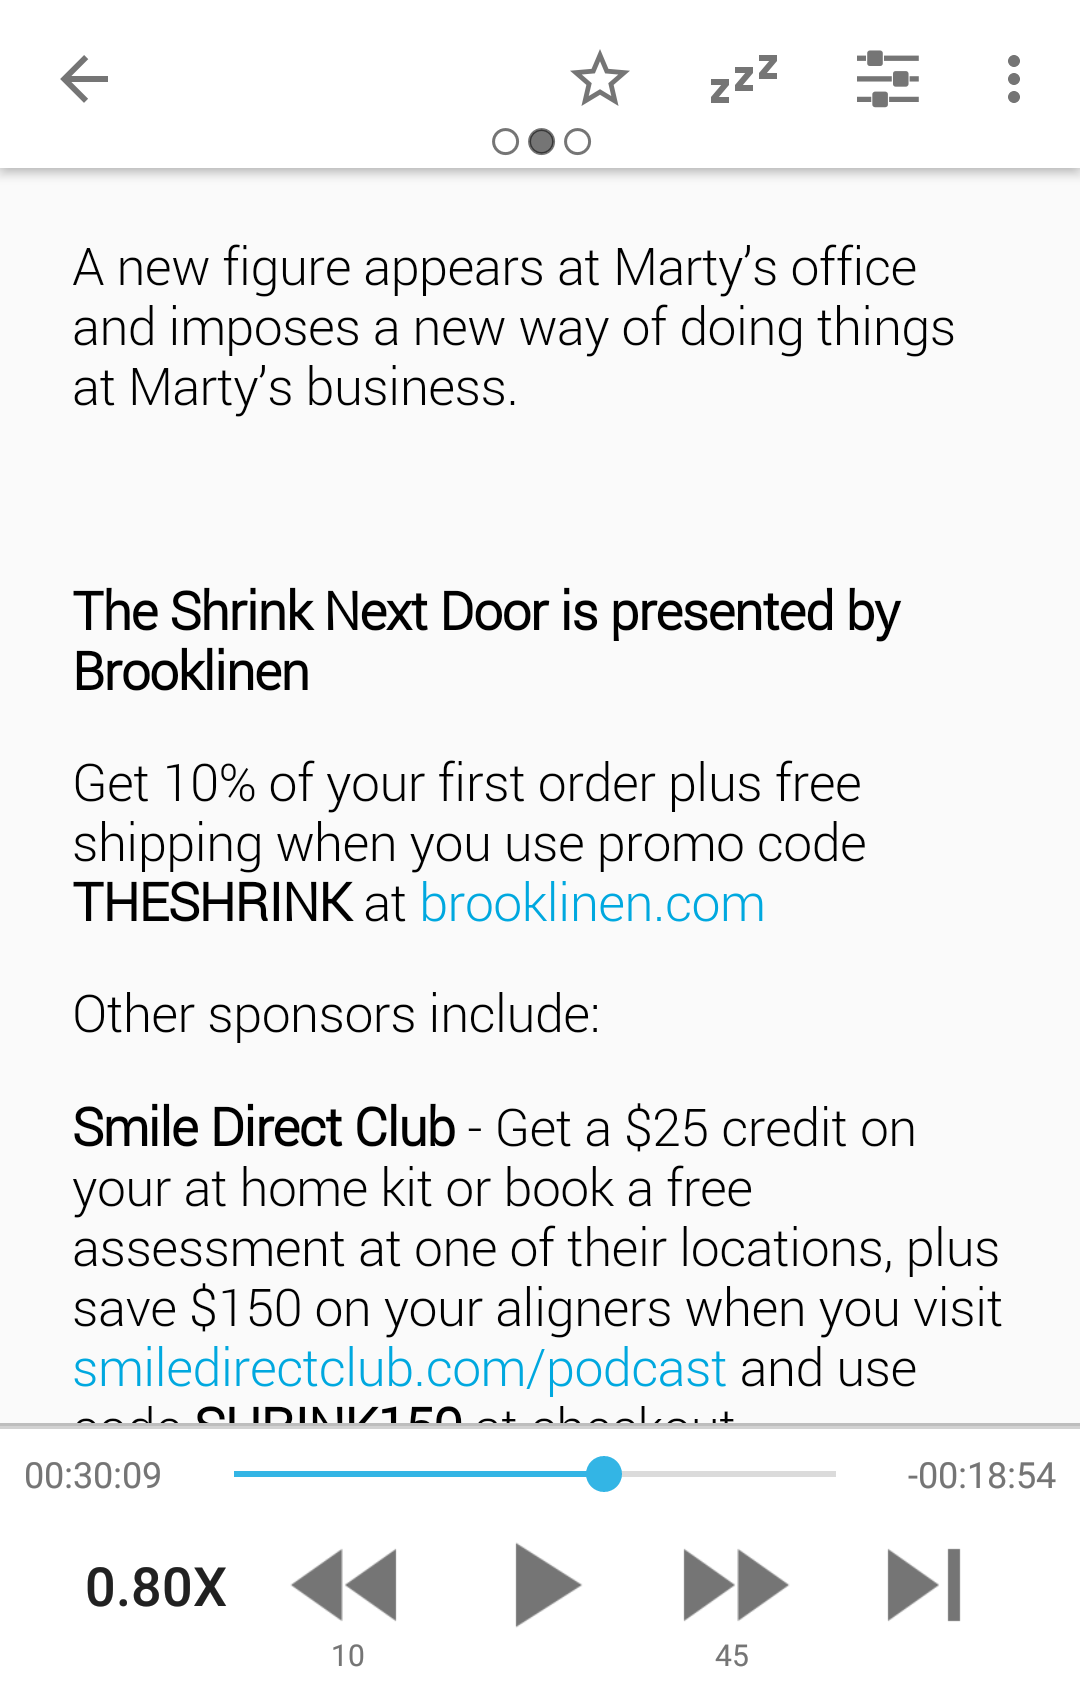 zzz
A new figure appears at Marty’s office
and imposes a new way of doing things
at Marty’s business.
The Shrink Next Door is presented by
Brooklinen
Get 10% of your first order plus free
shipping when you use promo code
THESHRINK at brooklinen.com
Other sponsors include:
Smile Direct Club - Get a $25 credit on
your at home kit or book a free
assessment at one of their locations, plus
save $150 on your aligners when you visit
smiledirectclub.com/podcast and use
code SHRINK150 at checkout
00:30:09 -00:18:54
0.80X
10 45